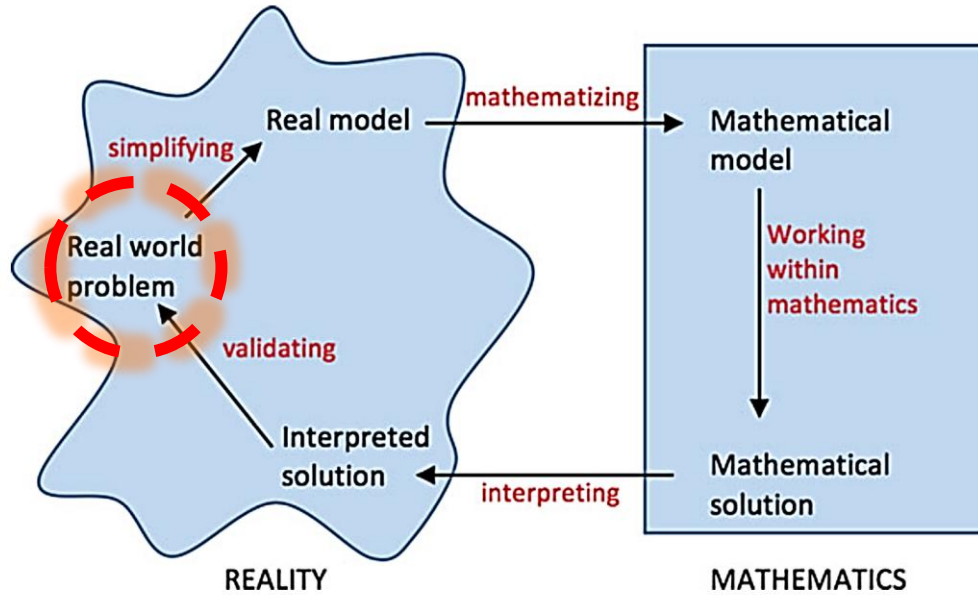 Real model
mathematizing
Mathematical
model
simplifying
Real world
problem
Working
within
mathematics
validating
Interpreted
solution
interpreting
Mathematical
solution
REALITY
MATHEMATICS